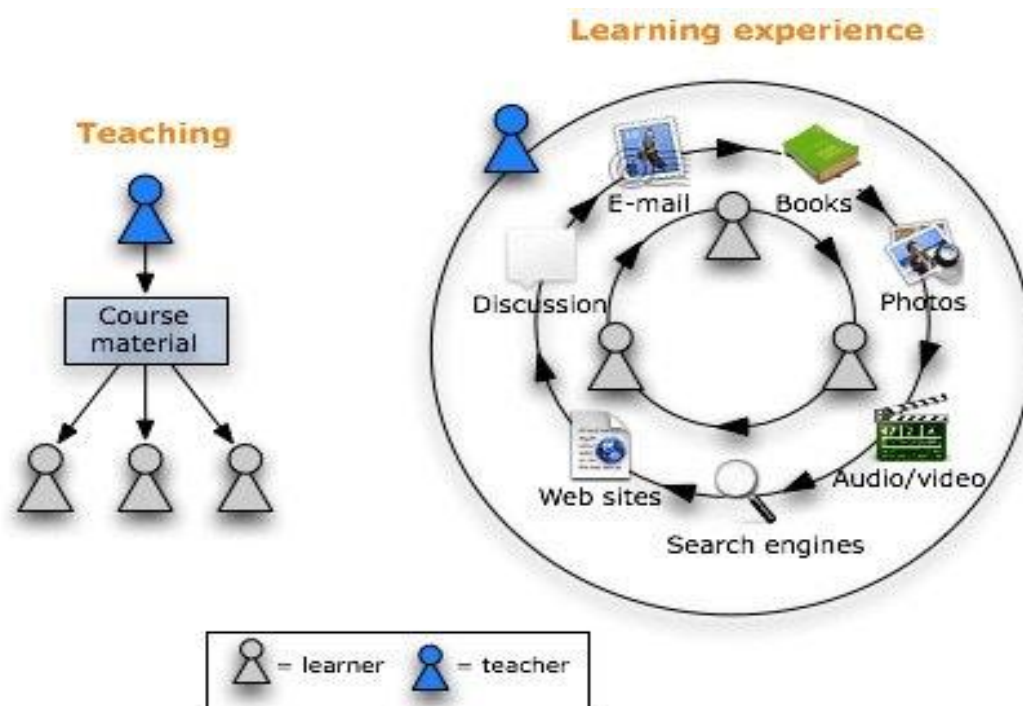 Learning experience
Teaching
Course
material
E-mail
Books
Discussion
Photos
Web sites
Audio/video
Search engines
= learner
= teacher